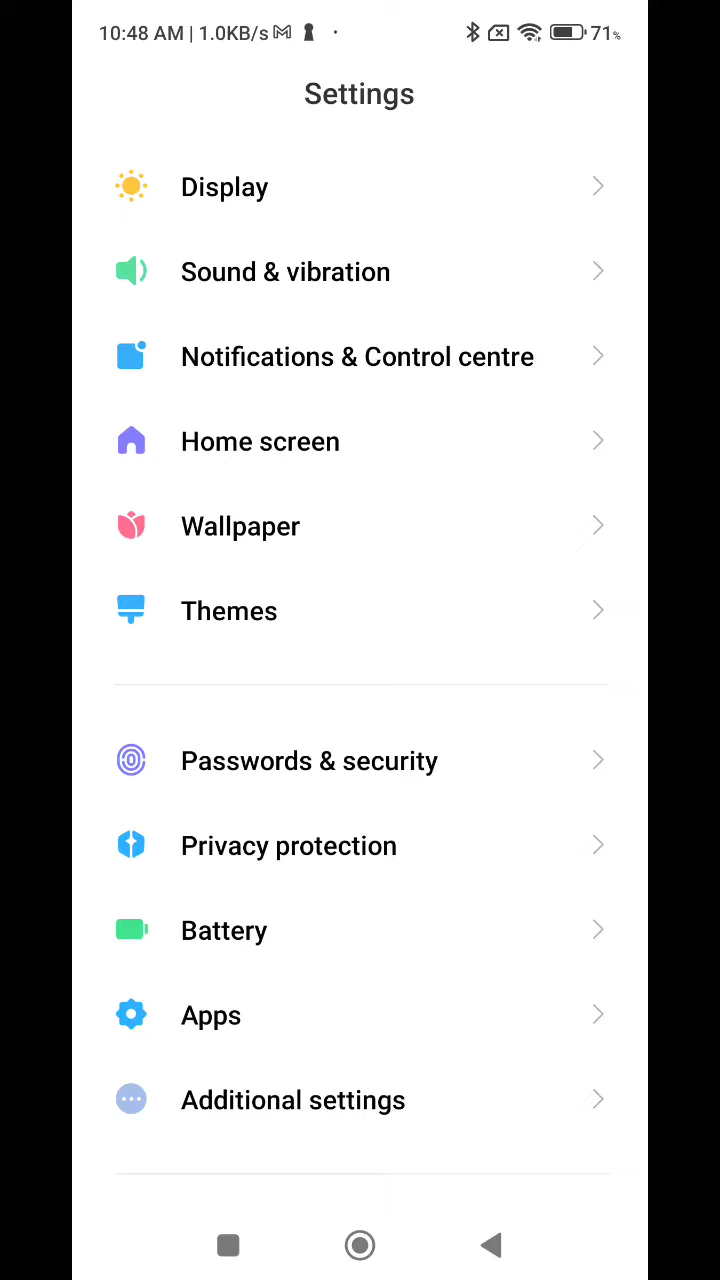 10:48 AM | 1.0KB/s 71%
Settings
Display
Sound & vibration
Notifications & Control centre
Home screen
Wallpaper
Themes
Passwords & security
Privacy protection
Battery
Apps
Additional settings